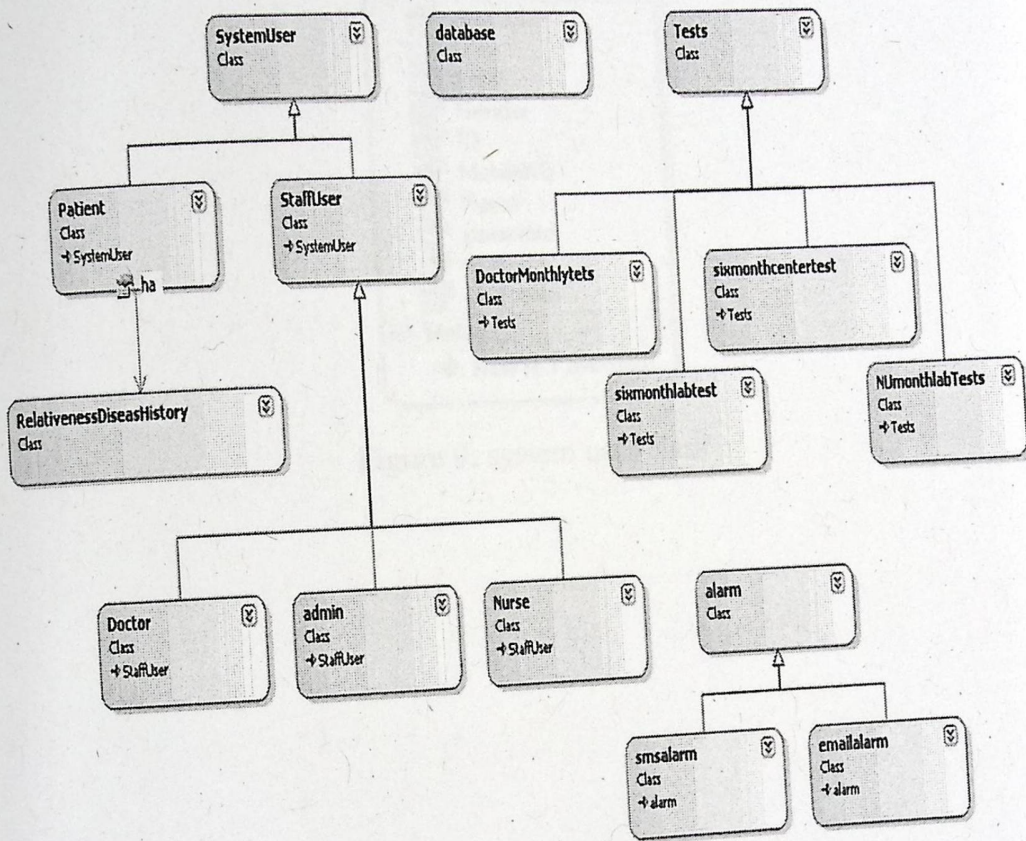 SystemUser
Class
database
Class
Tests
Class
Patient
Class
SystemUser
StaffUser
Class
SystemUser
ha
DoctorMonthlytets
Class
Tests
sixmonthcentertest
Class
Tests
RelativenessDiseasHistory
Class
sixmonthlabtest
Class
Tests
NUmonthlabTests
Class
Tests
Doctor
Class
StaffUser
admin
Class
StaffUser
Nurse
Class
StaffUser
alarm
Class
smsalarm
Class
alarm
emailalarm
Class
alarm